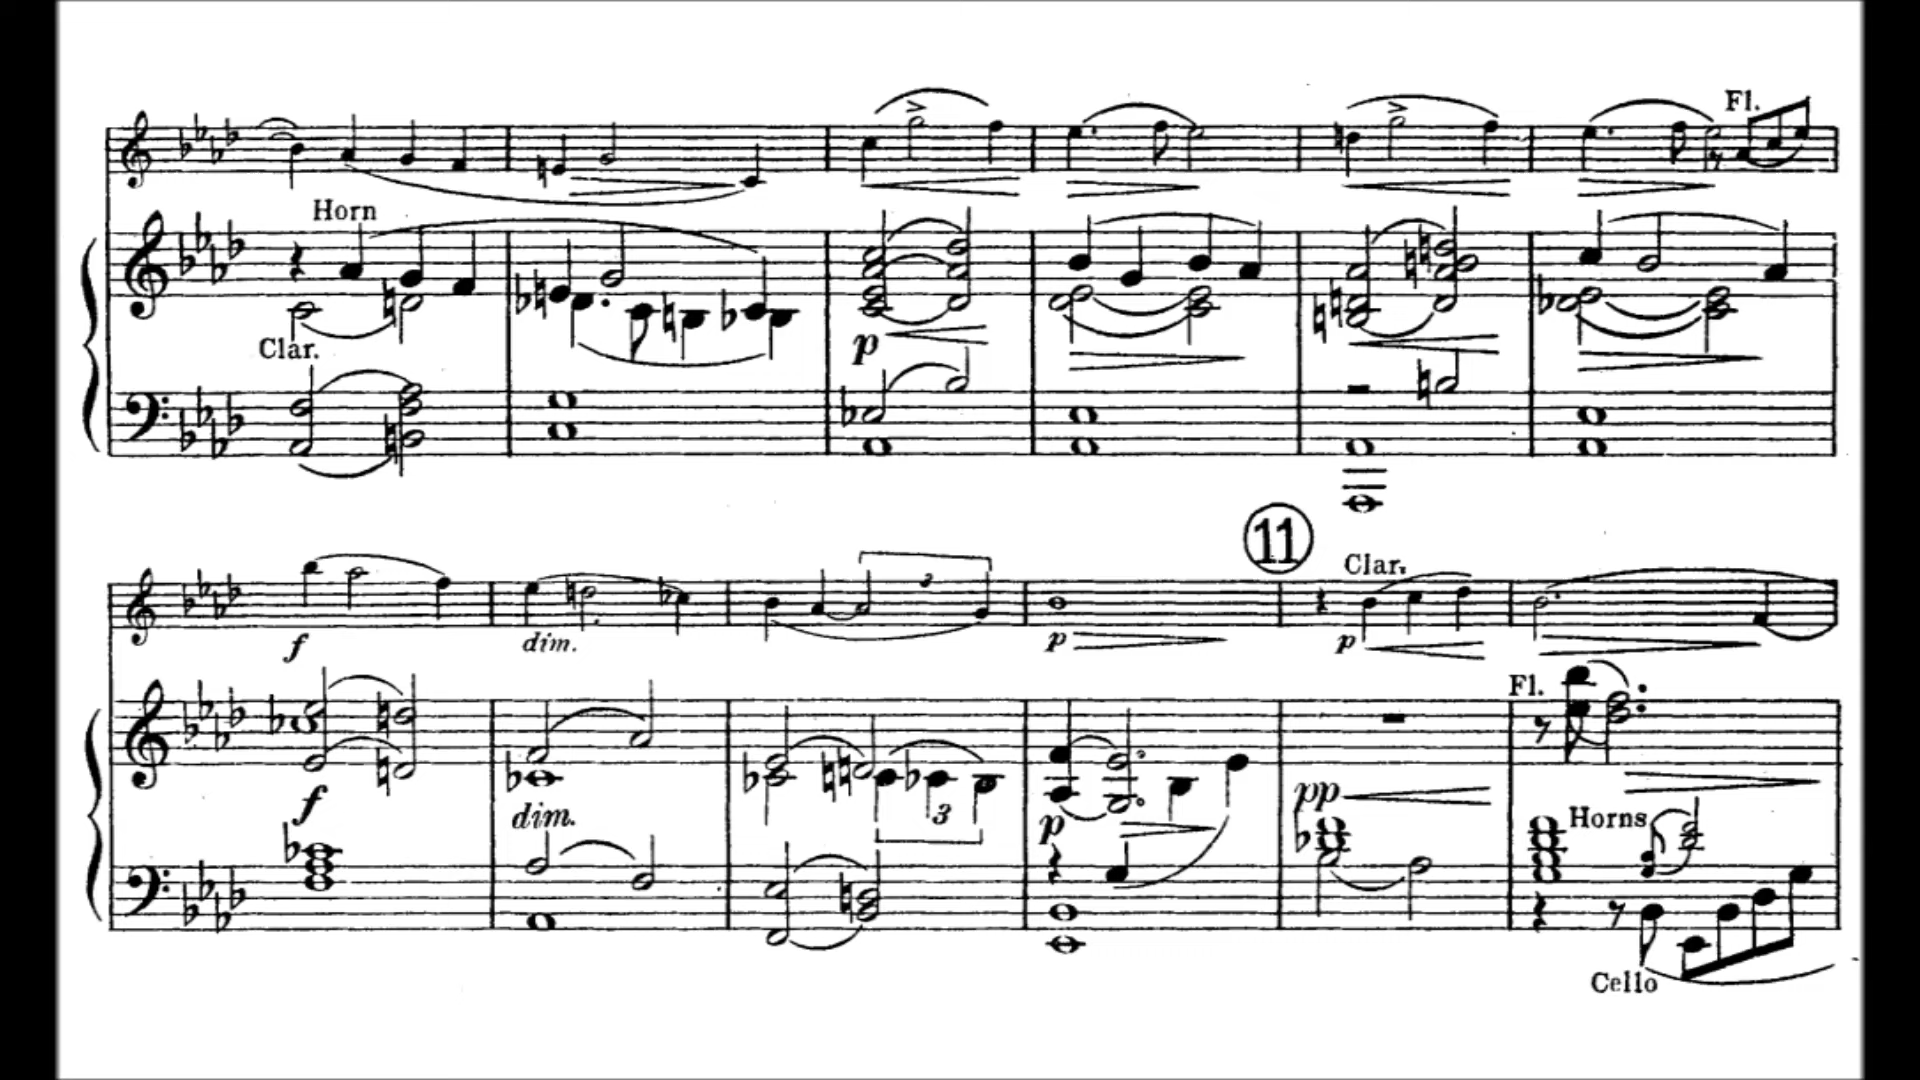 Fl.
Horn
Clar.
p
11
Clar.
f
dim.
p
p
Fl.
f
dim.
3
p
pp
Horns
Cello